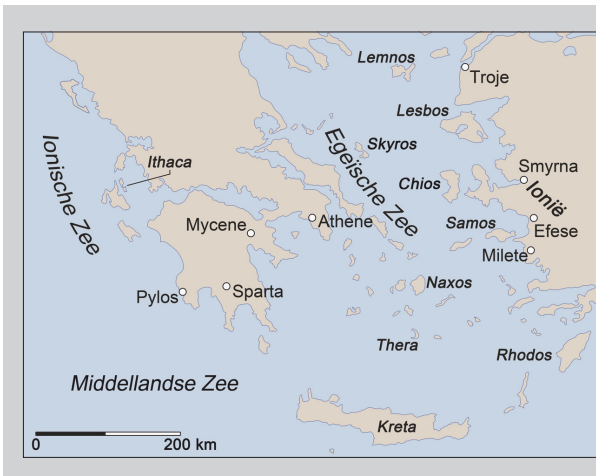 Lemnos
Troje
Lesbos
Egeïsche Zee
Skyros
Ionische Zee
Ithaca
Smyrna
Chios
Ionië
Mycene
Athene
Samos
Efese
Milete
Pylos
Sparta
Naxos
Thera
Rhodos
Middellandse Zee
Kreta
0
200 km